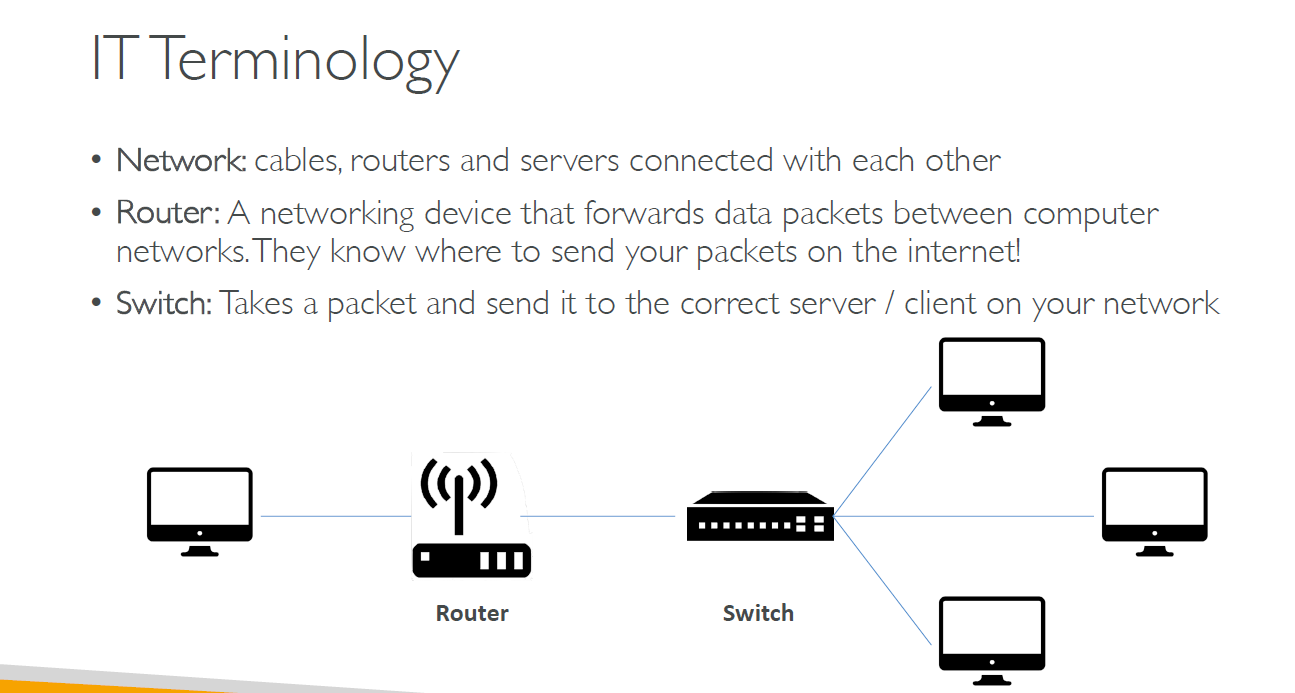 IT Terminology
• Network: cables, routers and servers connected with each other
• Router: A networking device that forwards data packets between computer
networks. They know where to send your packets on the internet!
• Switch: Takes a packet and send it to the correct server / client on your network
Router
Switch